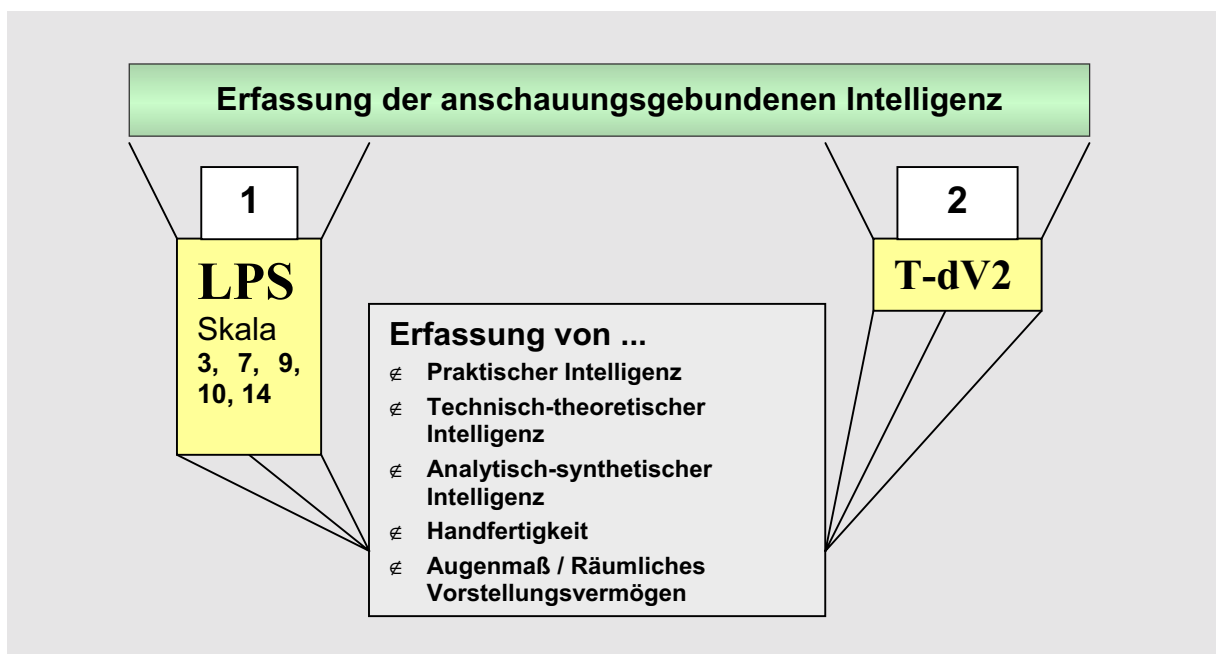 Erfassung der anschauungsgebundenen Intelligenz
1
2
LPS
Skala
3, 7, 9,
10, 14
T-dV2
Erfassung von ...
∉ Praktischer Intelligenz
∉ Technisch-theoretischer
Intelligenz
∉ Analytisch-synthetischer
Intelligenz
∉ Handfertigkeit
∉ Augenmaß / Räumliches
Vorstellungsvermögen